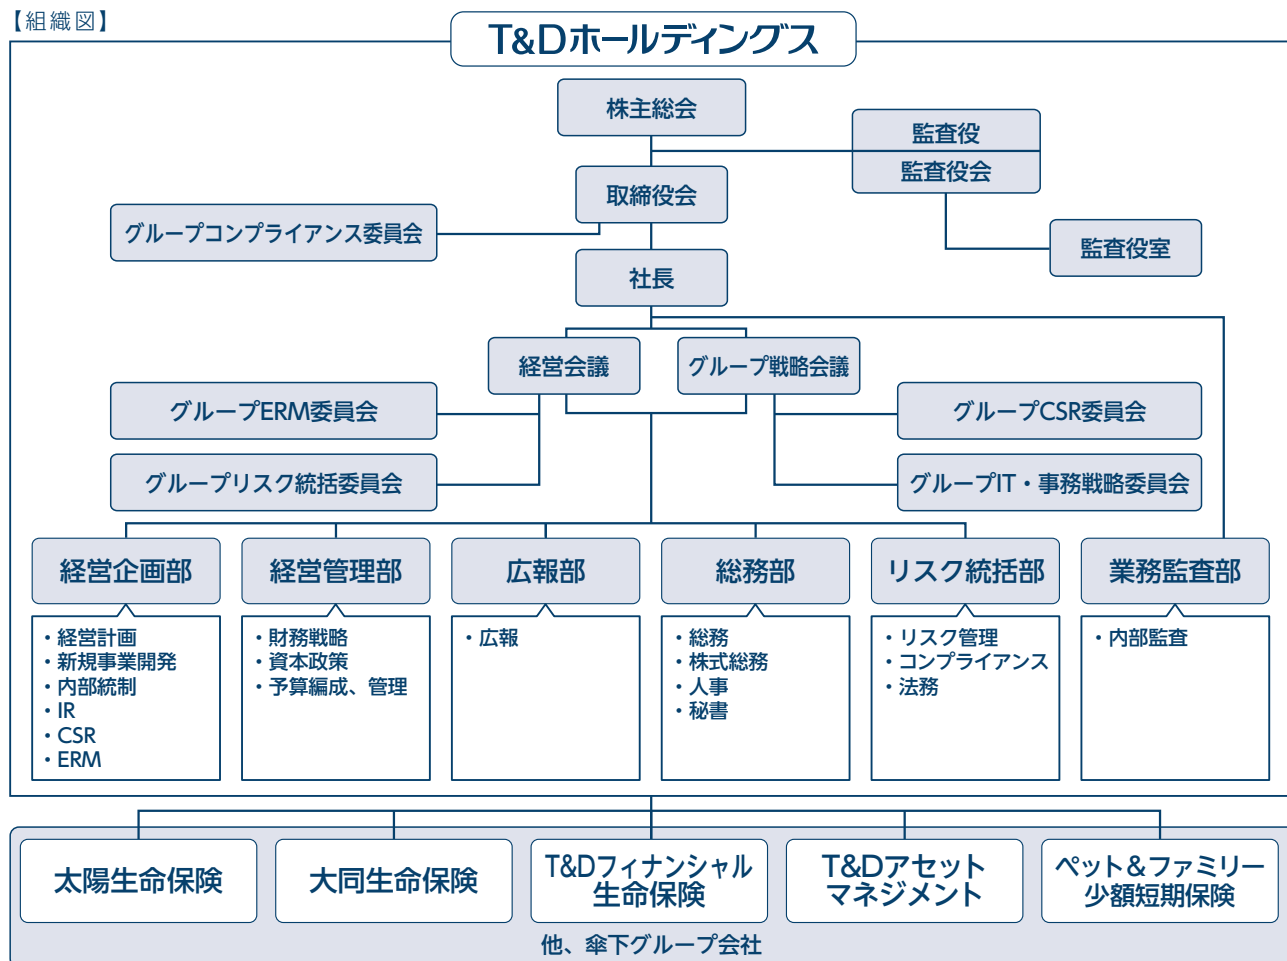 【組織図】
T&Dホールディングス
株主総会
監査役
監査役会
取締役会
グループコンプライアンス委員会
監査役室
社長
経営会議
グループ戦略会議
グループERM委員会
グループCSR委員会
グループリスク統括委員会
グループIT・事務戦略委員会
経営企画部
・経営計画
・新規事業開発
・内部統制
・IR
・CSR
・ERM
経営管理部
・財務戦略
・資本政策
・予算編成、管理
広報部
・広報
総務部
・総務
・株式総務
・人事
・秘書
リスク統括部
・リスク管理
・コンプライアンス
・法務
業務監査部
・内部監査
太陽生命保険
大同生命保険
T&Dフィナンシャル
生命保険
T&Dアセット
マネジメント
ペット＆ファミリー
少額短期保険
他、傘下グループ会社